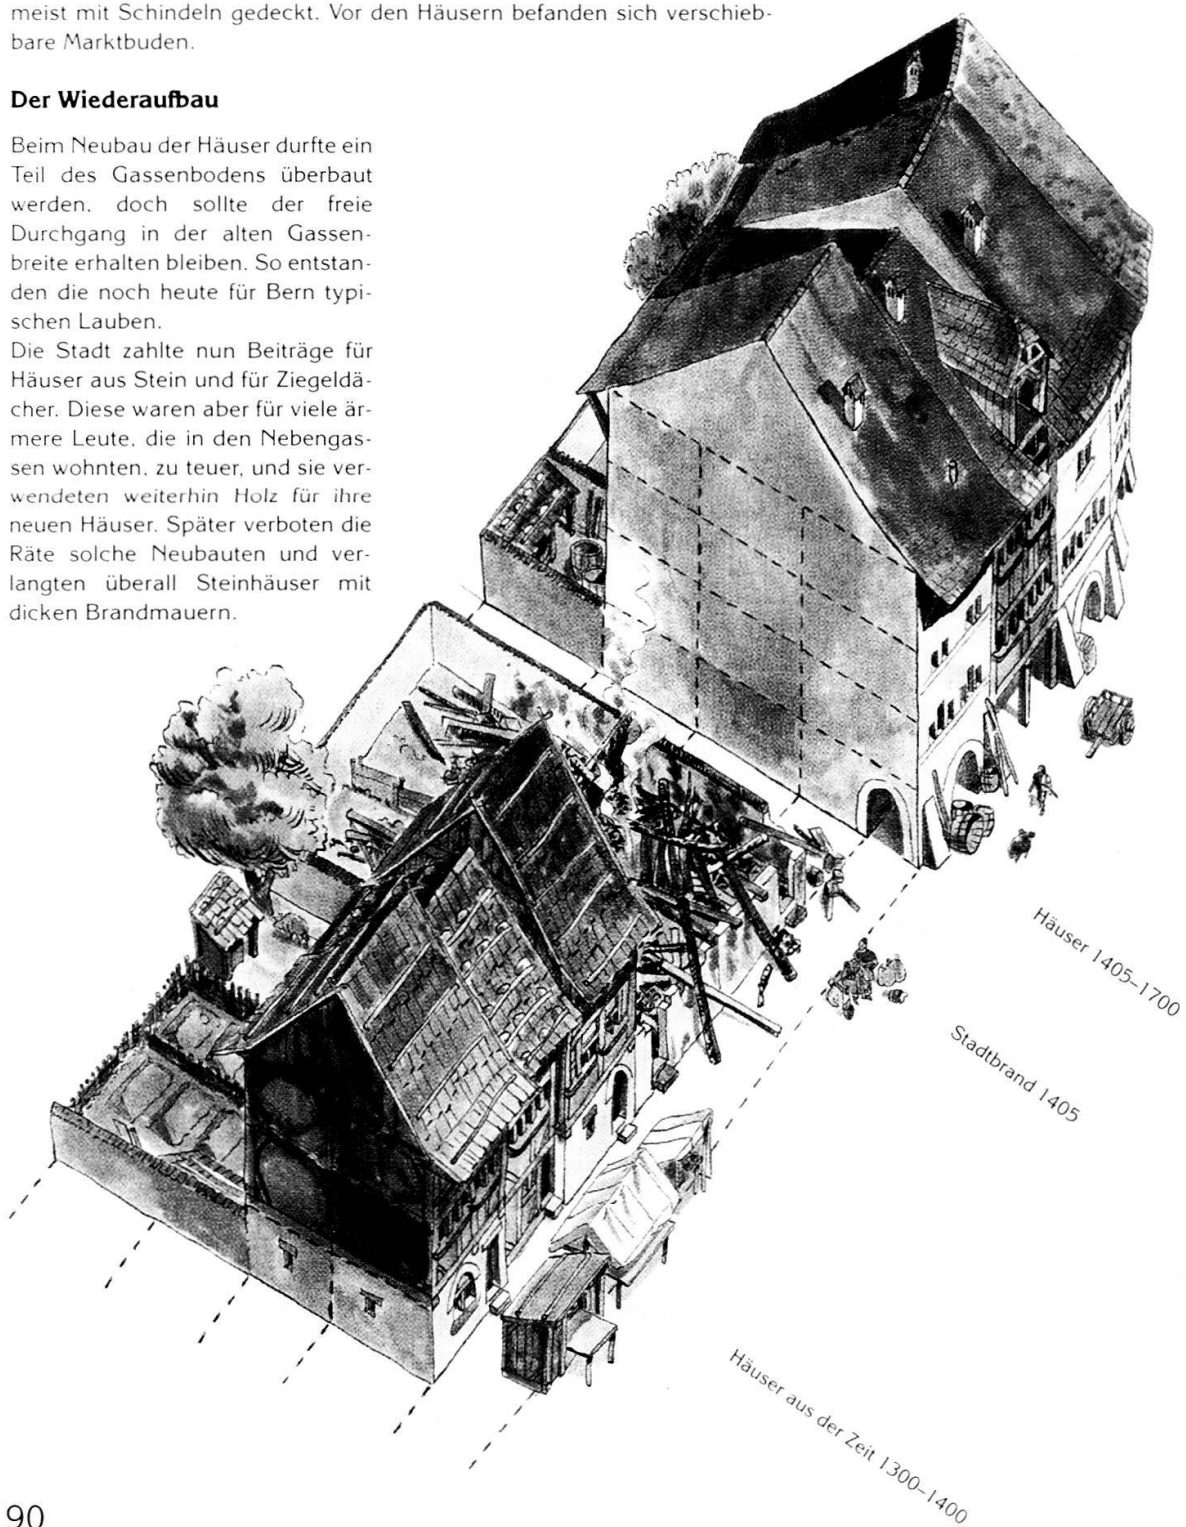 meist mit Schindeln gedeckt. Vor den Häusern befanden sich verschieb-
bare Marktbuden.
Der Wiederaufbau
Beim Neubau der Häuser durfte ein
Teil des Gassenbodens überbaut
werden, doch sollte der freie
Durchgang in der alten Gassen-
breite erhalten bleiben. So entstan-
den die noch heute für Bern typi-
schen Lauben.
Die Stadt zahlte nun Beiträge für
Häuser aus Stein und für Ziegeldä-
cher. Diese waren aber für viele är-
mere Leute, die in den Nebengas-
sen wohnten, zu teuer, und sie ver-
wendeten weiterhin Holz für ihre
neuen Häuser. Später verboten die
Räte solche Neubauten und ver-
langten überall Steinhäuser mit
dicken Brandmauern.
Häuser 1405–1700
Stadtbrand 1405
Häuser aus der Zeit 1300–1400
90